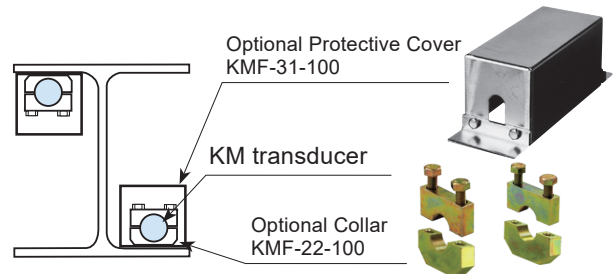 Optional Protective Cover
KMF-31-100
KM transducer
Optional Collar
KMF-22-100